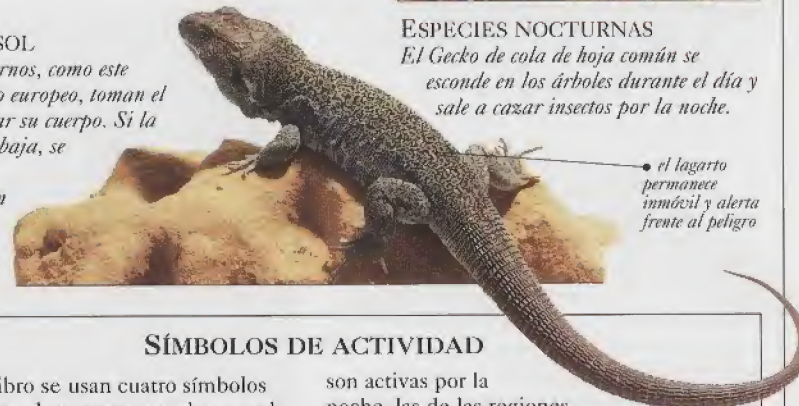 SOL
rnos, como este
o europeo, toman el
ar su cuerpo. Si la
baja, se
ESPECIES NOCTURNAS
El Gecko de cola de hoja común se
esconde en los árboles durante el día y
sale a cazar insectos por la noche.
el lagarto
permanece
inmóvil y alerta
frente al peligro
SÍMBOLOS DE ACTIVIDAD
ibro se usan cuatro símbolos
son activas por la
noche, las de las regiones